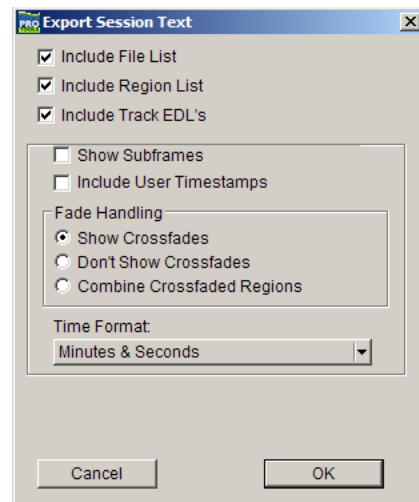 PRO TOOLS Export Session Text
Include File List
Include Region List
Include Track EDL's
Show Subframes
Include User Timestamps
Fade Handling
Show Crossfades
Don't Show Crossfades
Combine Crossfaded Regions
Time Format:
Minutes & Seconds
Cancel
OK